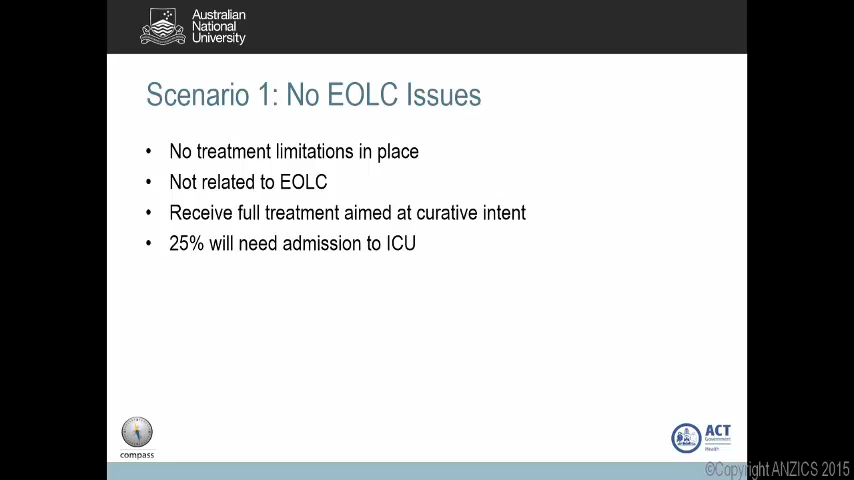 Australian
National
University
Scenario 1: No EOLC Issues
• No treatment limitations in place
• Not related to EOLC
• Receive full treatment aimed at curative intent
• 25% will need admission to ICU
compass
ACT
Government
Health
©Copyright ANZICS 2015